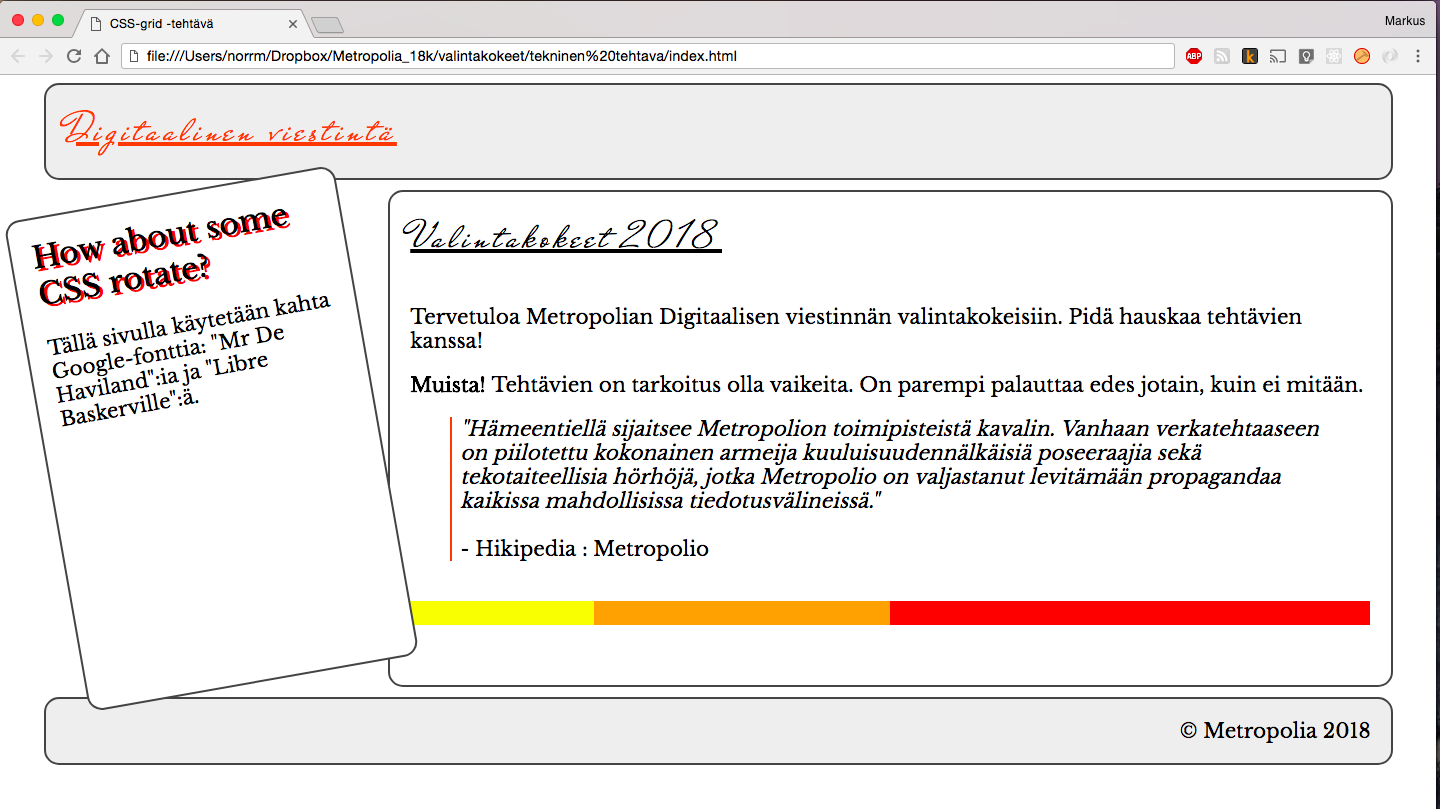 CSS-grid -tehtävä
Markus
file:///Users/norrm/Dropbox/Metropolia_18k/valintakokeet/tekninen%20tehtava/index.html
ABP
k
Digitaalinen viestintä
How about some
CSS rotate?
Tällä sivulla käytetään kahta
Google-fonttia: "Mr De
Haviland":ia ja "Libre
Baskerville":ä.
Valintakokeet 2018
Tervetuloa Metropolian Digitaalisen viestinnän valintakokeisiin. Pidä hauskaa tehtävien
kanssa!
Muista! Tehtävien on tarkoitus olla vaikeita. On parempi palauttaa edes jotain, kuin ei mitään.
"Hämeentiellä sijaitsee Metropolion toimipisteistä kavalin. Vanhaan verkatehtaaseen
on piilotettu kokonainen armeija kuuluisuudennälkäisiä poseeraajia sekä
tekotaiteellisia hörhöjä, jotka Metropolio on valjastanut levitämään propagandaa
kaikissa mahdollisissa tiedotusvälineissä."
- Hikipedia : Metropolio
© Metropolia 2018